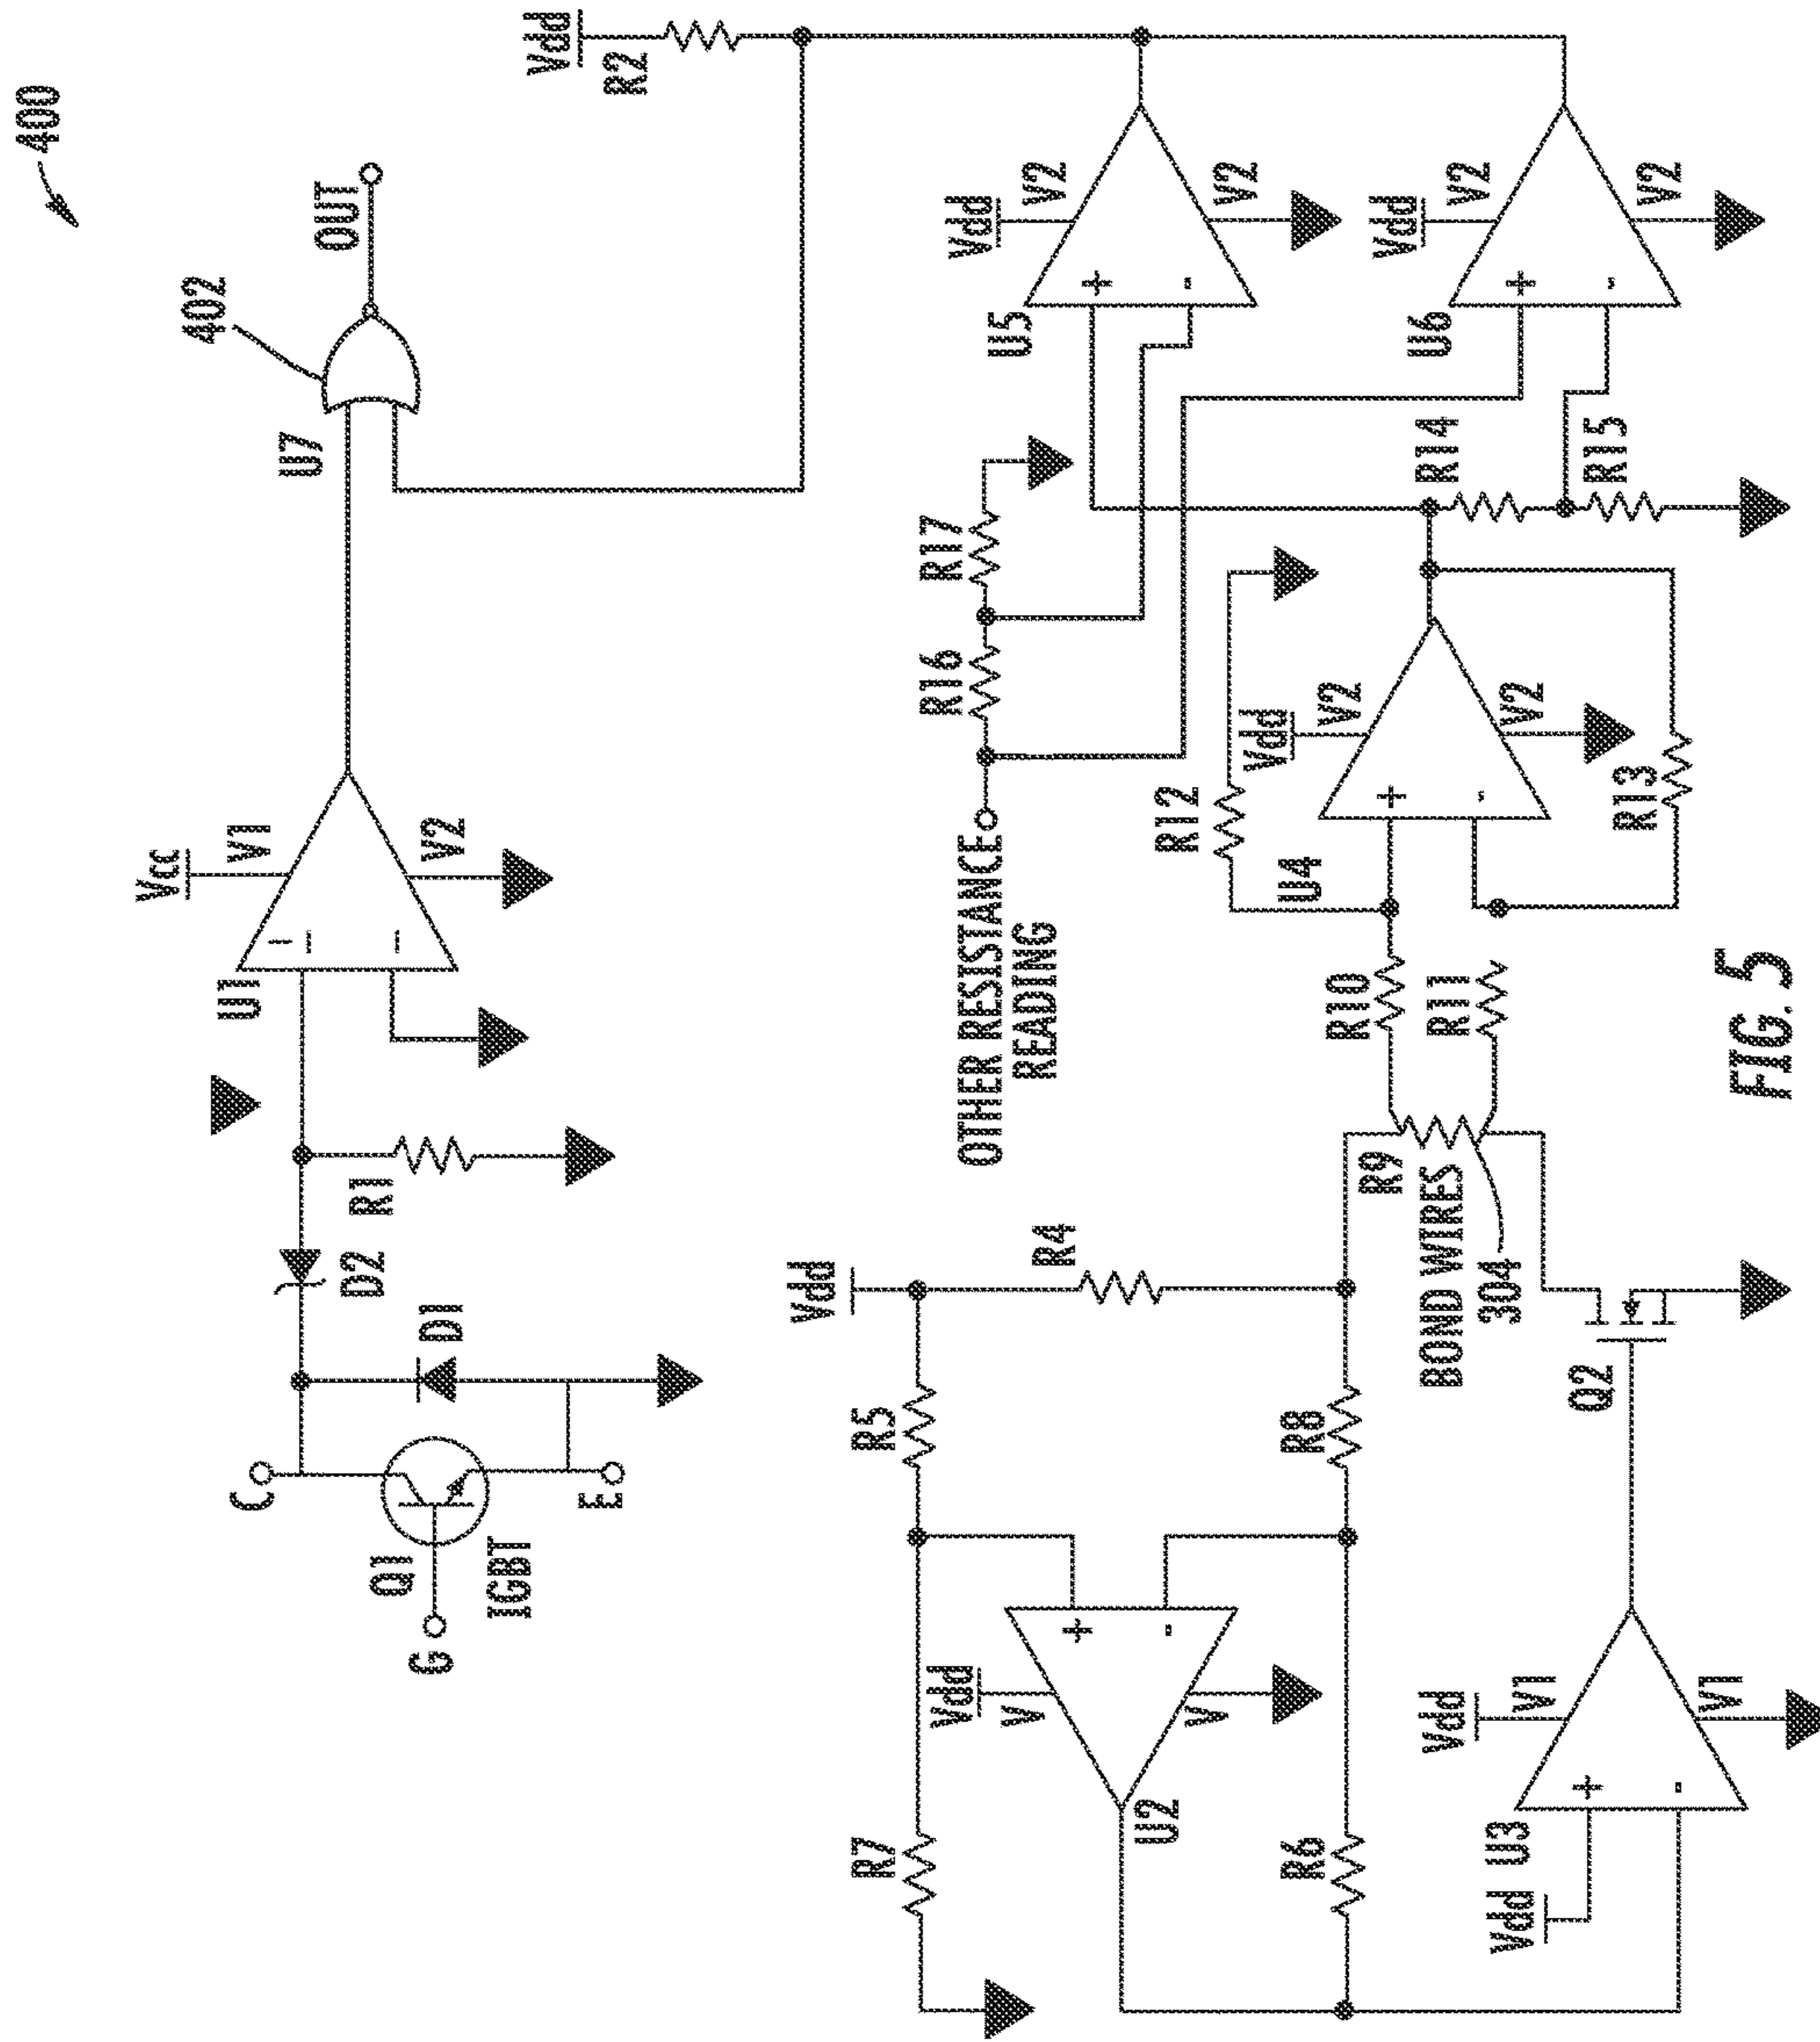 400
402
OUT
U7
Vdd
R2
Vcc
V1
U1
V2
C
Q1
G
IGBT
E
D1
D2
R1
Vdd
V2
U5
V2
Vdd
V2
U6
V2
R16
R17
OTHER RESISTANCE
READING
R12
Vdd
V2
U4
V2
R13
R14
R15
R10
R11
R9
BOND WIRES
304
Vdd
R4
R5
R8
R7
R6
Vdd
V
U2
V
Vdd
V1
Vdd
U3
V1
Q2
FIG. 5